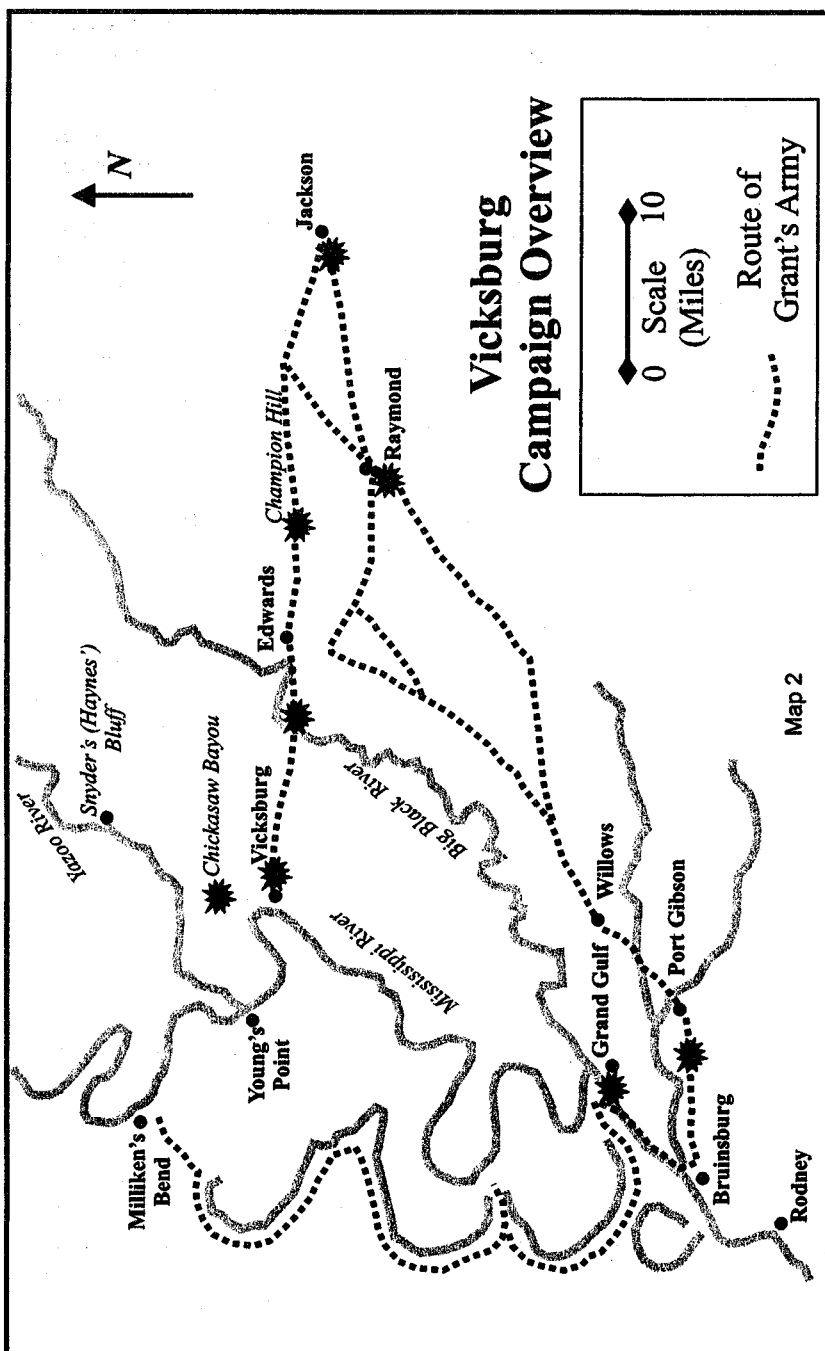 N
Yazoo River
Snyder's (Haynes')
Bluff
Chickasaw Bayou
Vicksburg
Edwards
Champion Hill
Jackson
Milliken's
Bend
Young's
Point
Mississippi River
Big Black River
Raymond
Grand Gulf
Willows
Port Gibson
Bruinsburg
Rodney
Vicksburg
Campaign Overview
0 Scale 10
(Miles)
Route of
Grant's Army
Map 2